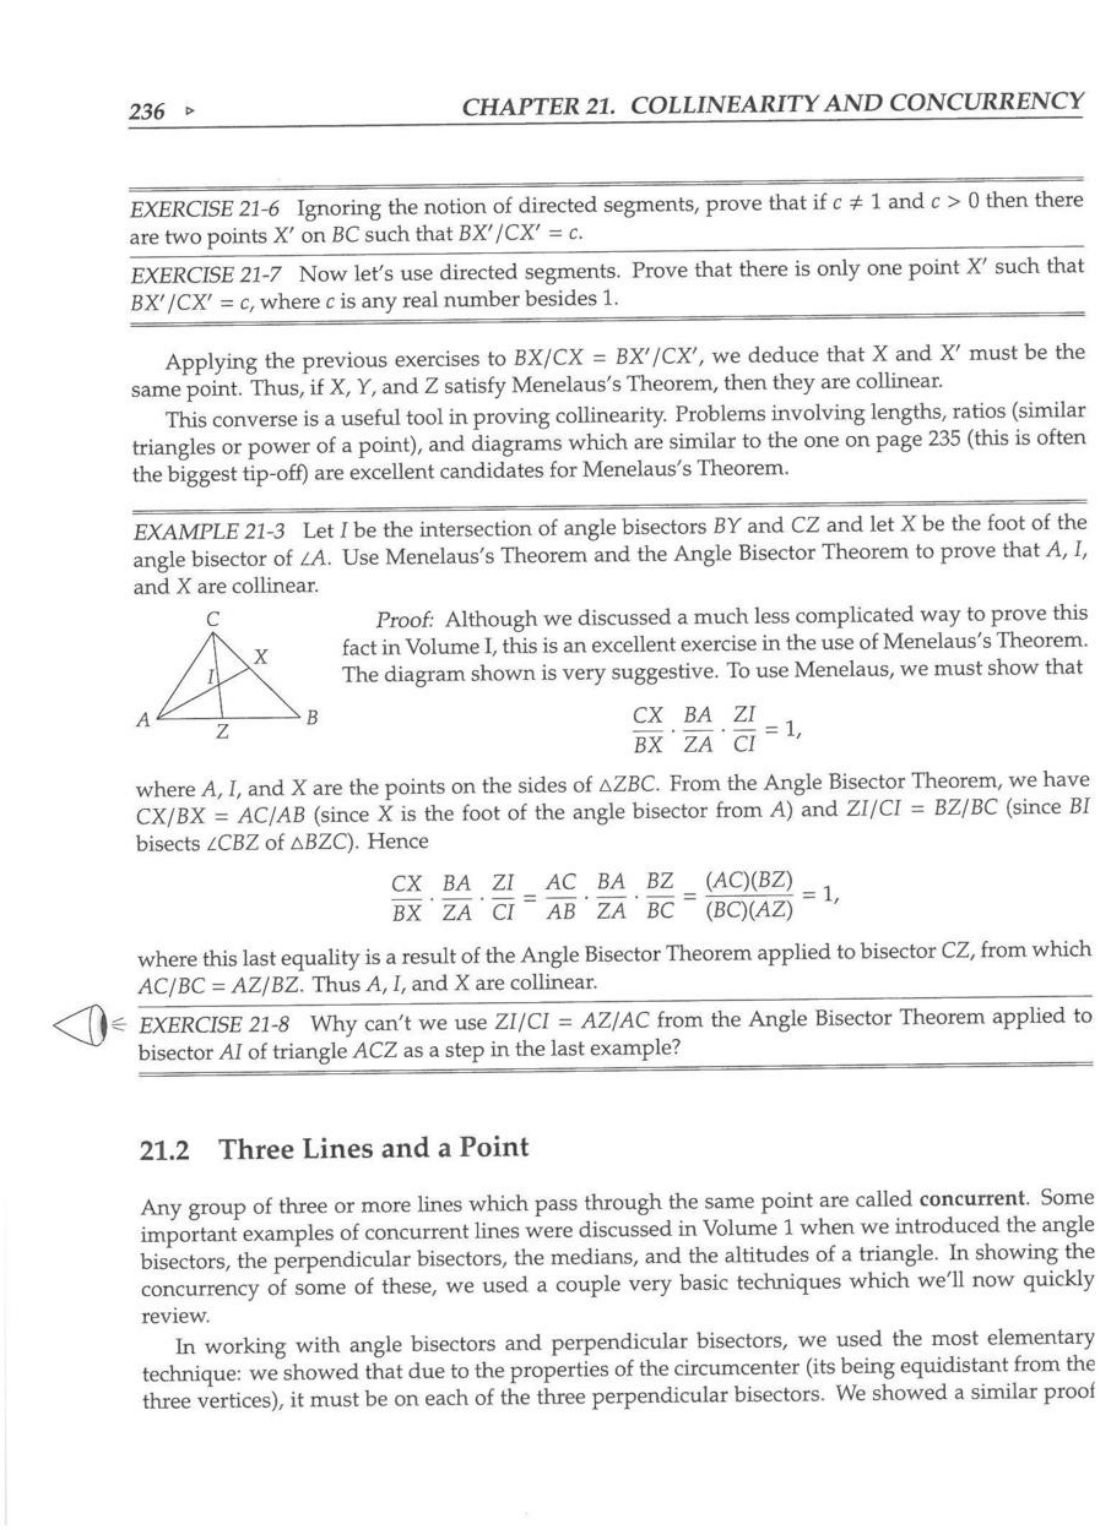 236 ▹ CHAPTER 21. COLLINEARITY AND CONCURRENCY
EXERCISE 21-6 Ignoring the notion of directed segments, prove that if c ≠ 1 and c > 0 then there
are two points X′ on BC such that BX′/CX′ = c.
EXERCISE 21-7 Now let's use directed segments. Prove that there is only one point X′ such that
BX′/CX′ = c, where c is any real number besides 1.
Applying the previous exercises to BX/CX = BX′/CX′, we deduce that X and X′ must be the
same point. Thus, if X, Y, and Z satisfy Menelaus's Theorem, then they are collinear.
This converse is a useful tool in proving collinearity. Problems involving lengths, ratios (similar
triangles or power of a point), and diagrams which are similar to the one on page 235 (this is often
the biggest tip-off) are excellent candidates for Menelaus's Theorem.
EXAMPLE 21-3 Let I be the intersection of angle bisectors BY and CZ and let X be the foot of the
angle bisector of ∠A. Use Menelaus's Theorem and the Angle Bisector Theorem to prove that A, I,
and X are collinear.
C
X
I
A
B
Z
Proof: Although we discussed a much less complicated way to prove this
fact in Volume I, this is an excellent exercise in the use of Menelaus's Theorem.
The diagram shown is very suggestive. To use Menelaus, we must show that
CX/BX · BA/ZA · ZI/CI = 1,
where A, I, and X are the points on the sides of △ZBC. From the Angle Bisector Theorem, we have
CX/BX = AC/AB (since X is the foot of the angle bisector from A) and ZI/CI = BZ/BC (since BI
bisects ∠CBZ of △BZC). Hence
CX/BX · BA/ZA · ZI/CI = AC/AB · BA/ZA · BZ/BC = (AC)(BZ)/(BC)(AZ) = 1,
where this last equality is a result of the Angle Bisector Theorem applied to bisector CZ, from which
AC/BC = AZ/BZ. Thus A, I, and X are collinear.
EXERCISE 21-8 Why can't we use ZI/CI = AZ/AC from the Angle Bisector Theorem applied to
bisector AI of triangle ACZ as a step in the last example?
21.2 Three Lines and a Point
Any group of three or more lines which pass through the same point are called concurrent. Some
important examples of concurrent lines were discussed in Volume 1 when we introduced the angle
bisectors, the perpendicular bisectors, the medians, and the altitudes of a triangle. In showing the
concurrency of some of these, we used a couple very basic techniques which we'll now quickly
review.
In working with angle bisectors and perpendicular bisectors, we used the most elementary
technique: we showed that due to the properties of the circumcenter (its being equidistant from the
three vertices), it must be on each of the three perpendicular bisectors. We showed a similar proof